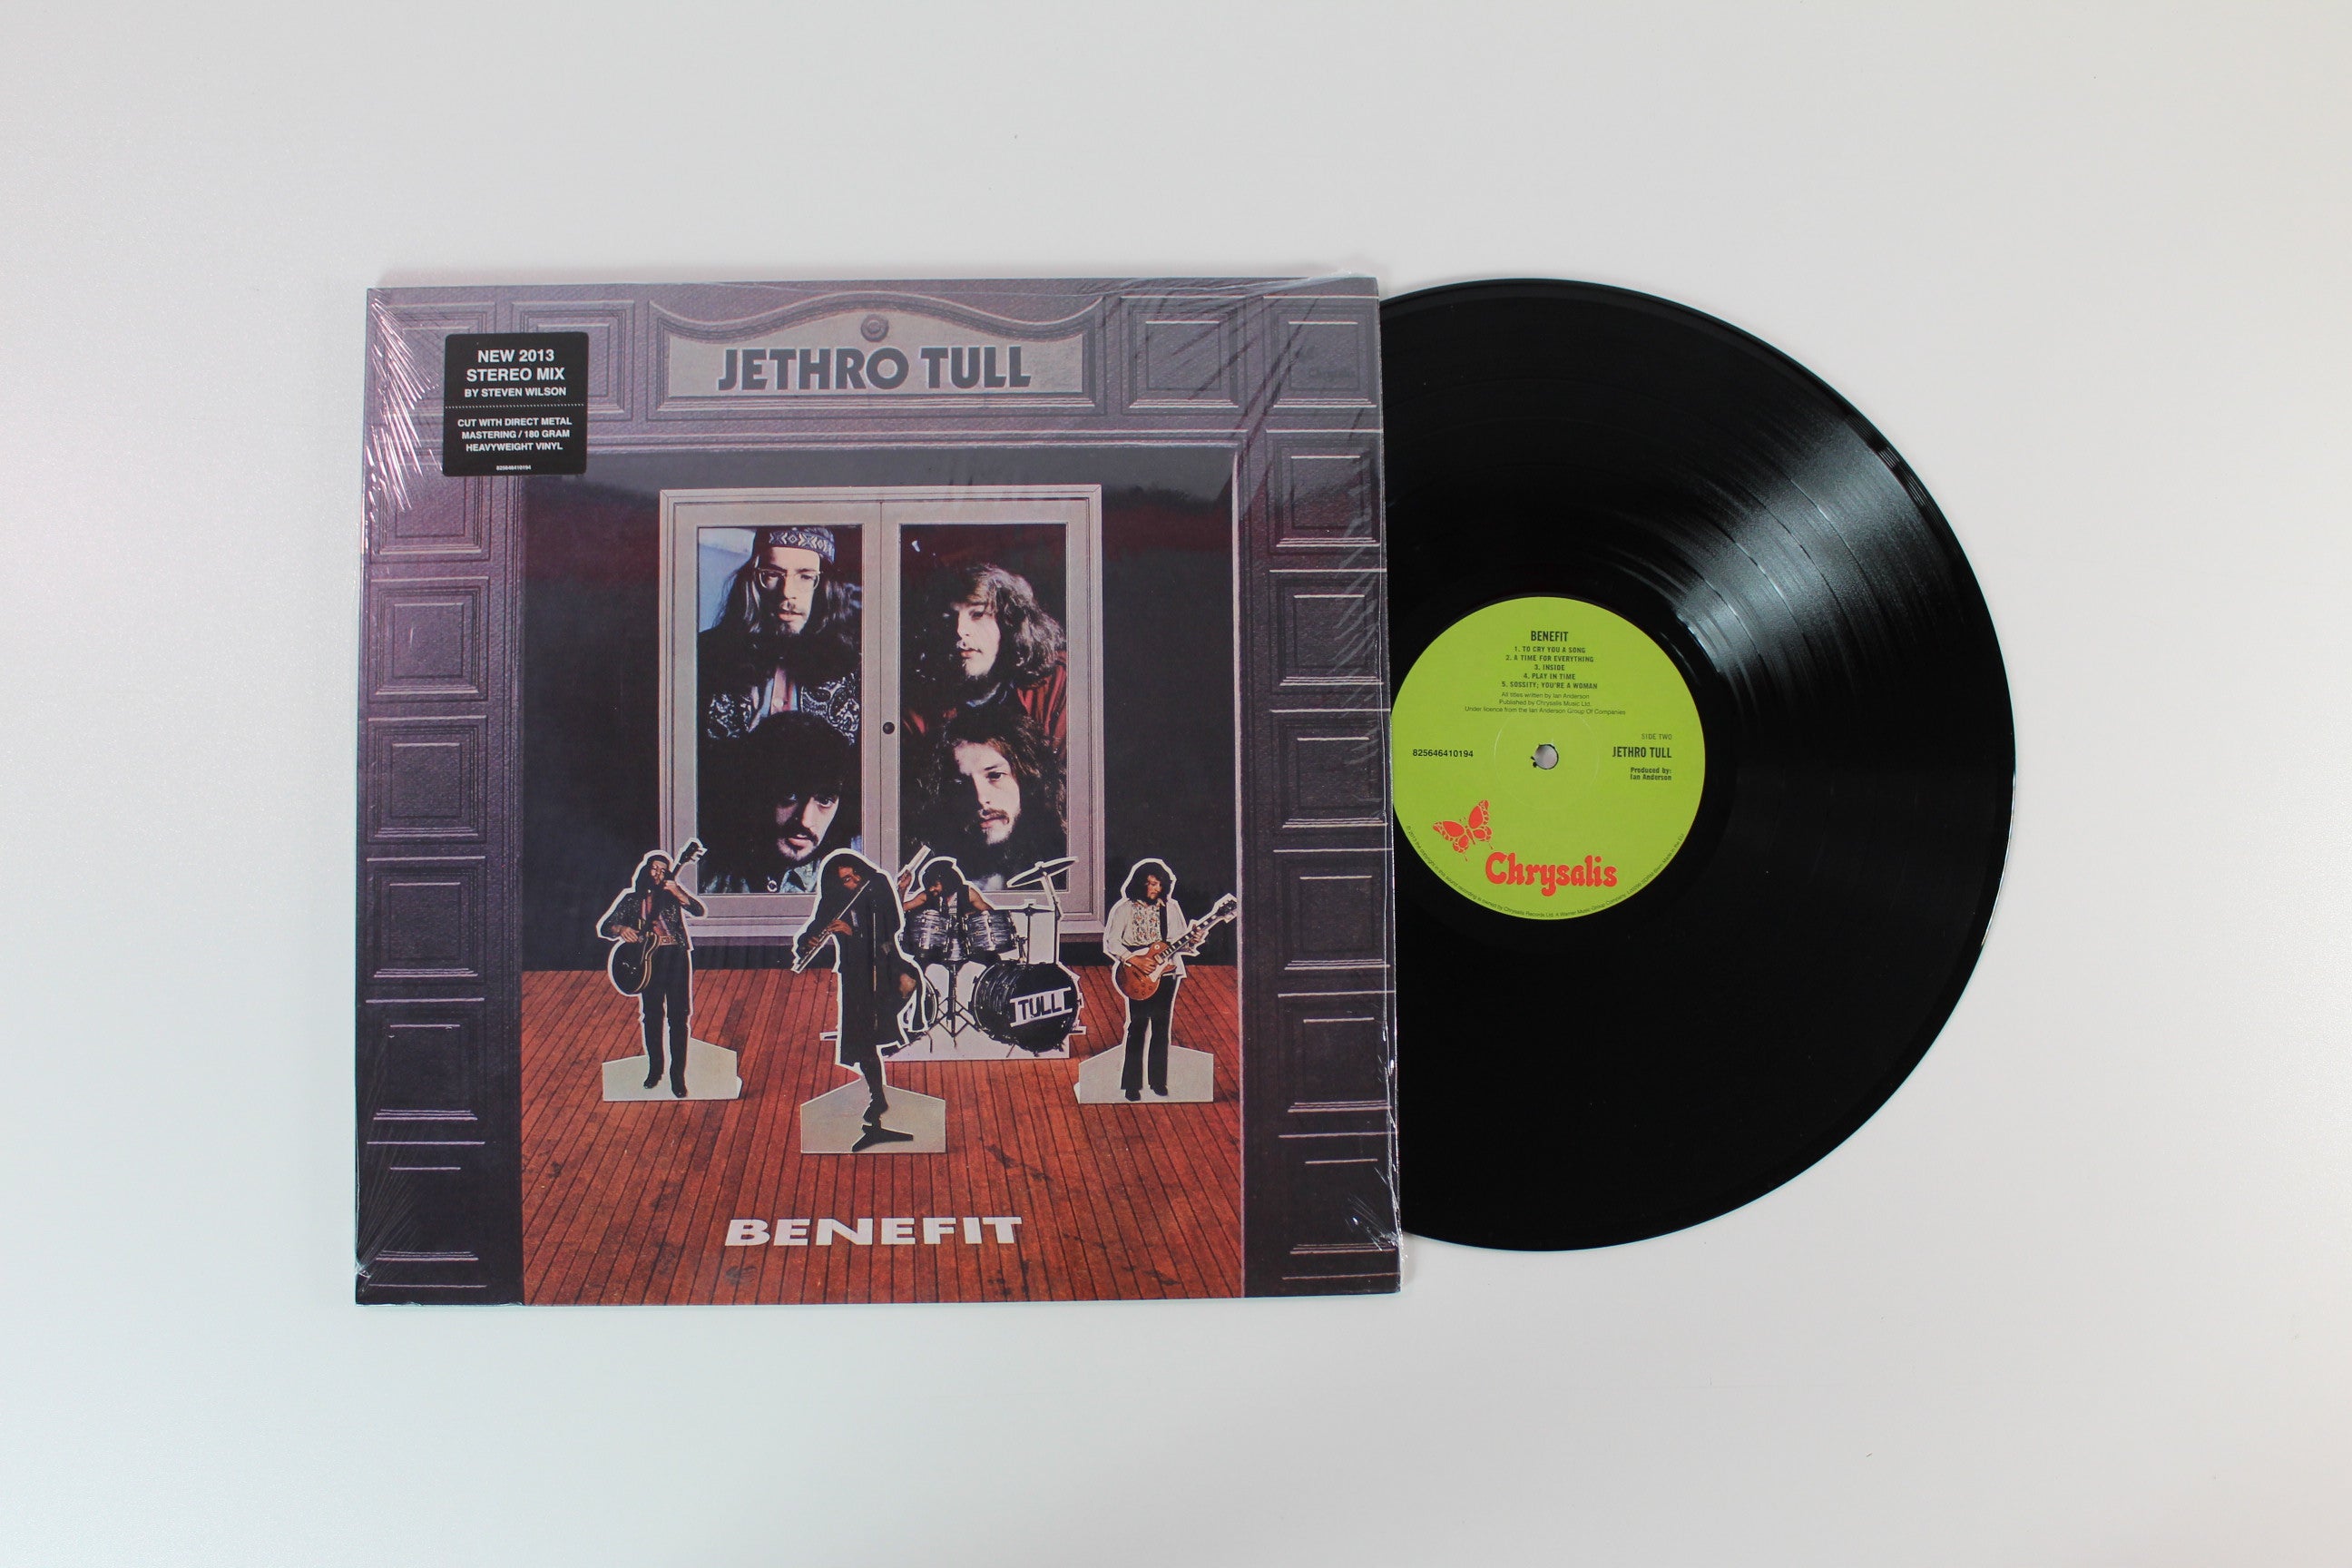 NEW 2013
STEREO MIX
BY STEVEN WILSON
CUT WITH DIRECT METAL
MASTERING / 180 GRAM
HEAVYWEIGHT VINYL
825646410194
JETHRO TULL
TULL
BENEFIT
BENEFIT
1. TO CRY YOU A SONG
2. A TIME FOR EVERYTHING
3. INSIDE
4. PLAY IN TIME
5. SOSSITY; YOU'RE A WOMAN
All titles written by Ian Anderson
Published by Chrysalis Music Ltd.
Under licence from the Ian Anderson Group Of Companies
SIDE TWO
825646410194
JETHRO TULL
Produced by:
Ian Anderson
Chrysalis